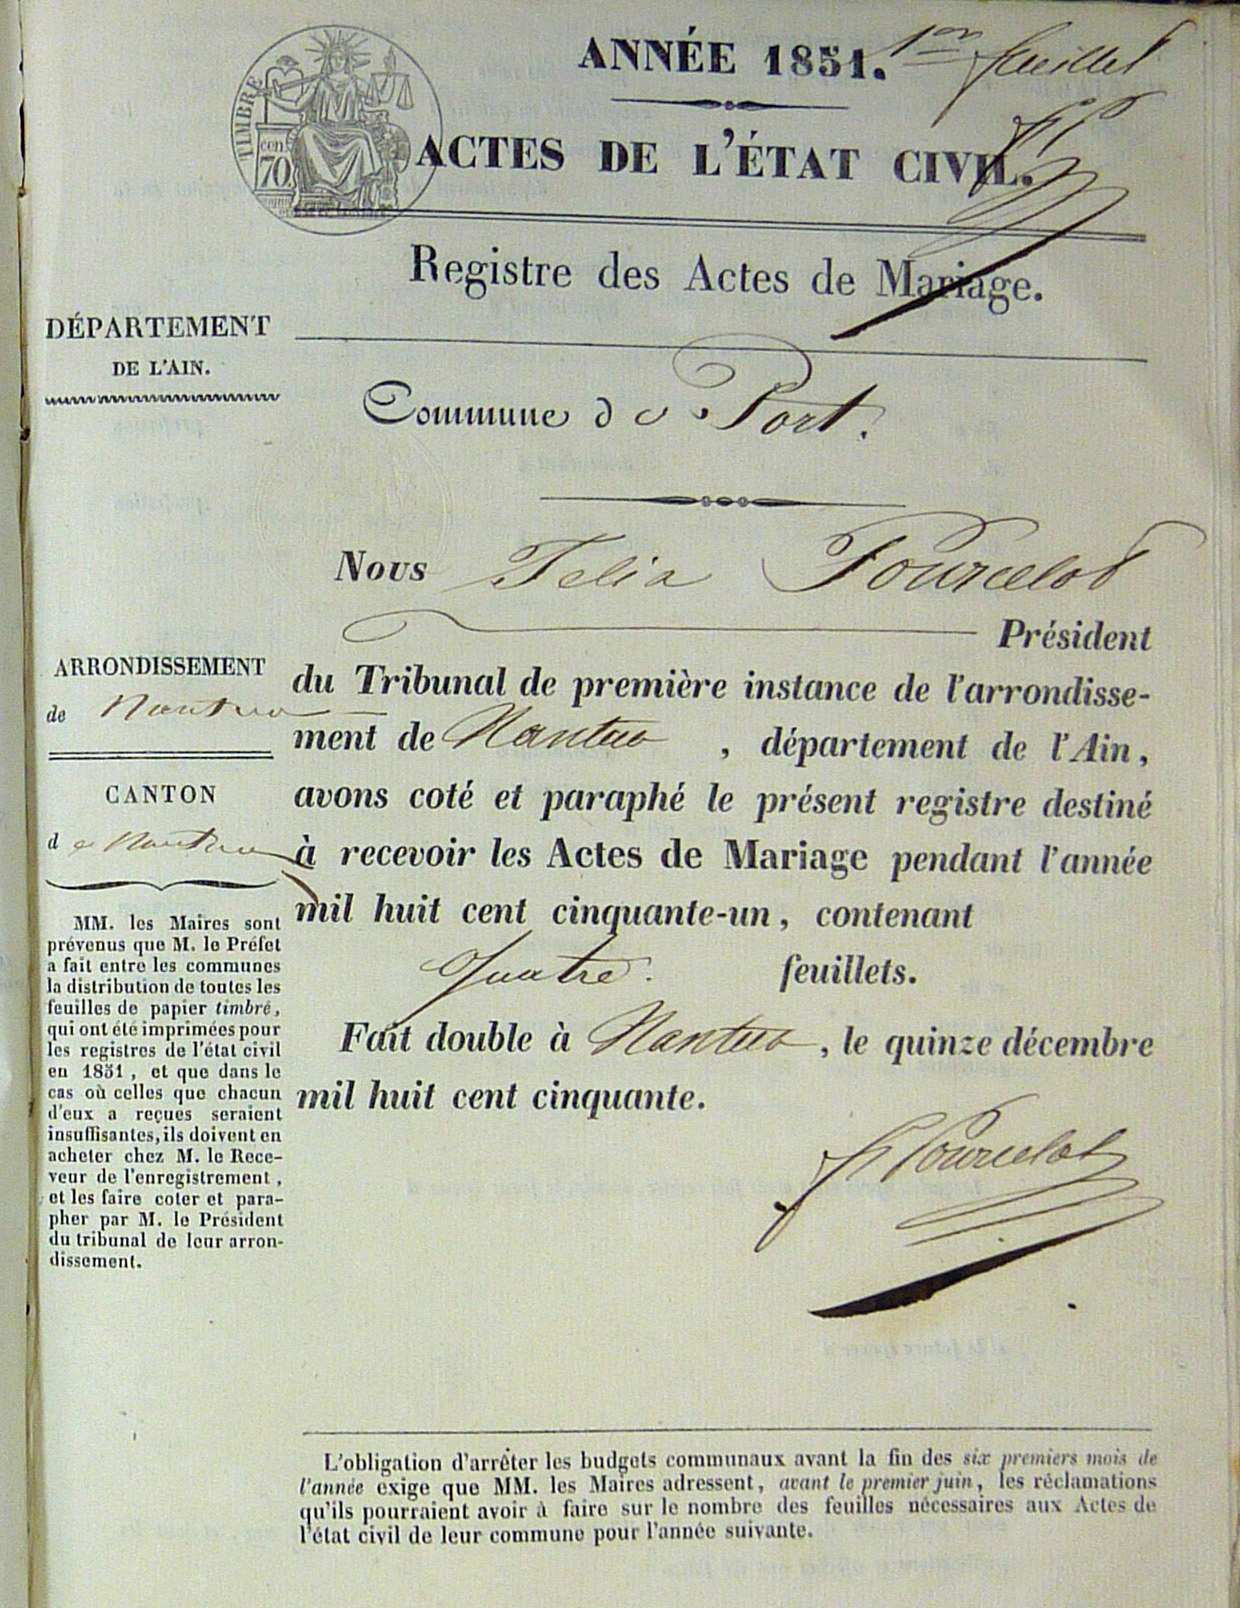 ANNÉE 1851.
1er feuillet
TIMBRE
cen
70
ACTES DE L'ÉTAT CIVIL.
Registre des Actes de Mariage.
DÉPARTEMENT
DE L'AIN.
Commune de Port.
Nous Felix Pourcelot
Président
du Tribunal de première instance de l'arrondisse-
ment de Nantua, département de l'Ain,
avons coté et paraphé le présent registre destiné
à recevoir les Actes de Mariage pendant l'année
mil huit cent cinquante-un, contenant
Quatre. feuillets.
Fait double à Nantua, le quinze décembre
mil huit cent cinquante.
F Pourcelot
ARRONDISSEMENT
de Nantua
CANTON
de Nantua
MM. les Maires sont
prévenus que M. le Préfet
a fait entre les communes
la distribution de toutes les
feuilles de papier timbré,
qui ont été imprimées pour
les registres de l'état civil
en 1851, et que dans le
cas où celles que chacun
d'eux a reçues seraient
insuffisantes, ils doivent en
acheter chez M. le Rece-
veur de l'enregistrement,
et les faire coter et para-
pher par M. le Président
du tribunal de leur arron-
dissement.
L'obligation d'arrêter les budgets communaux avant la fin des six premiers mois de
l'année exige que MM. les Maires adressent, avant le premier juin, les réclamations
qu'ils pourraient avoir à faire sur le nombre des feuilles nécessaires aux Actes de
l'état civil de leur commune pour l'année suivante.